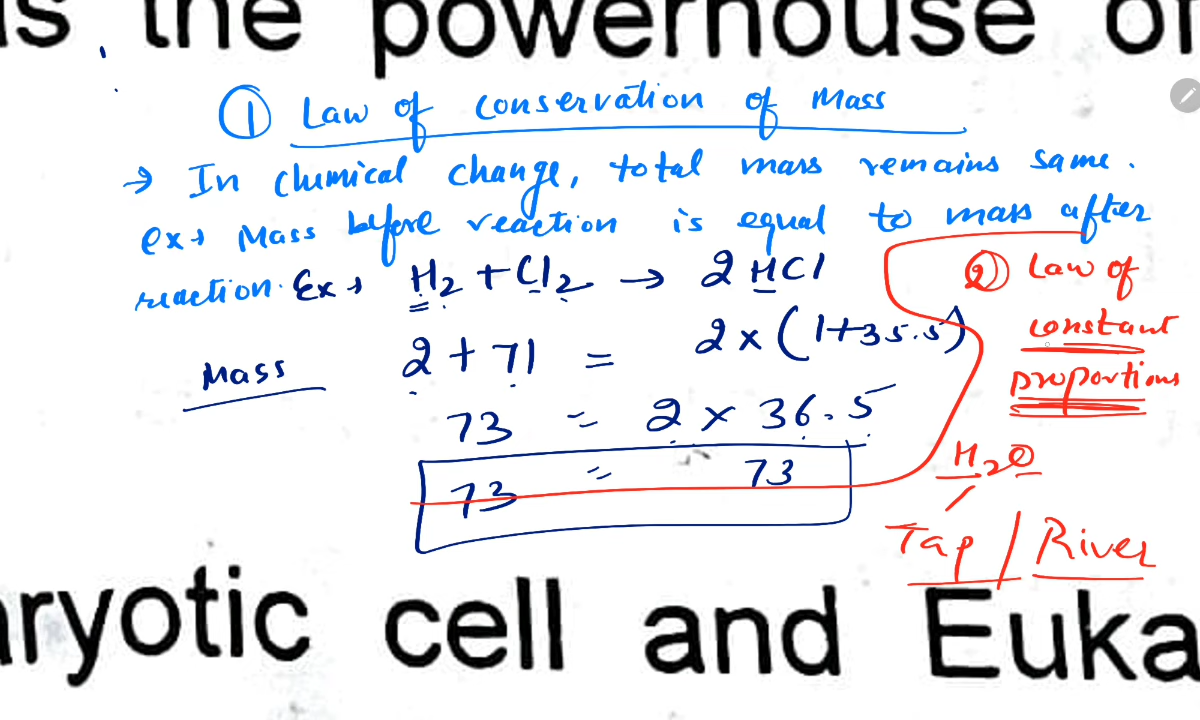 is the powerhouse of
① Law of conservation of Mass
→ In chemical change, total mass remains same.
ex→ Mass before reaction is equal to mass after
reaction. Ex→ H2 + Cl2 → 2HCl
Mass 2 + 71 = 2 x (1+35.5)
73 = 2 x 36.5
73 = 73
② Law of
constant
proportions
H2O
Tap / River
aryotic cell and Euka